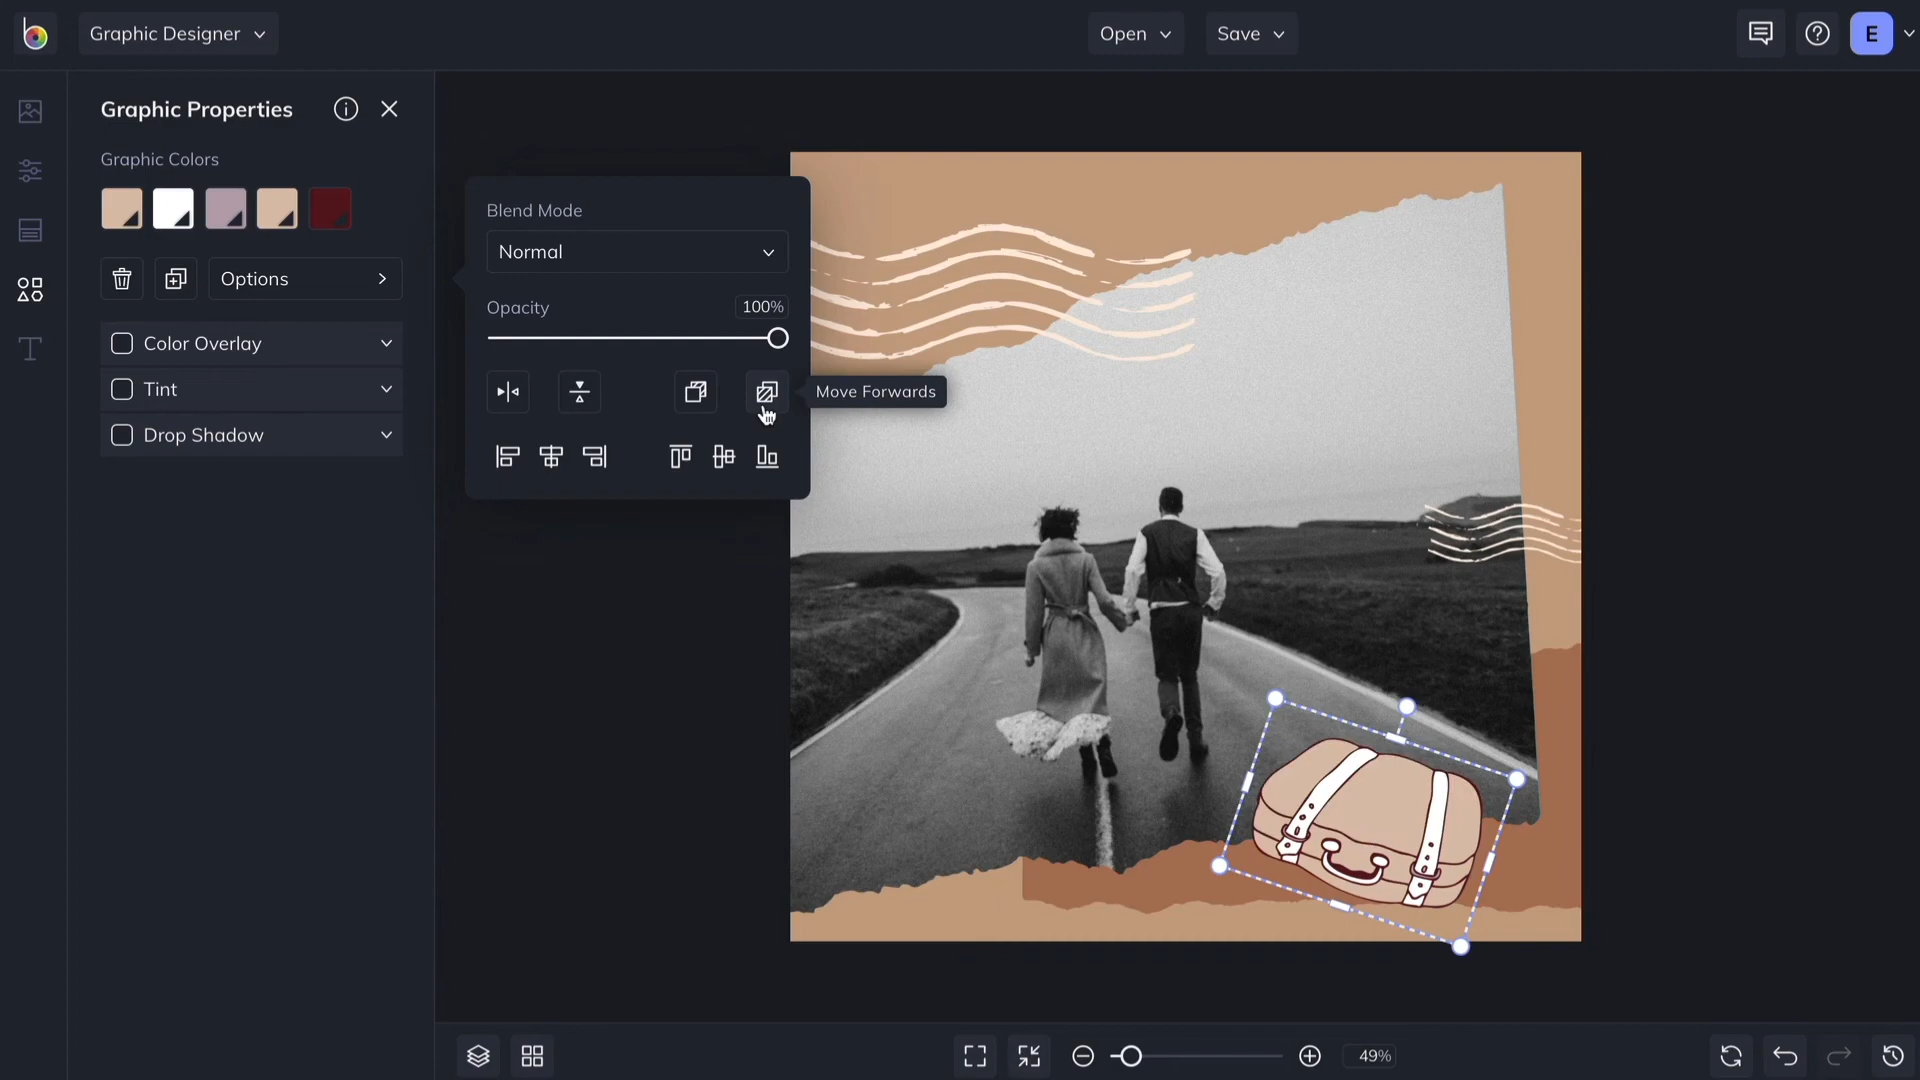 Graphic Designer
Open
Save
E
Graphic Properties
Graphic Colors
Options
Color Overlay
Tint
Drop Shadow
Blend Mode
Normal
Opacity
100%
Move Forwards
49%